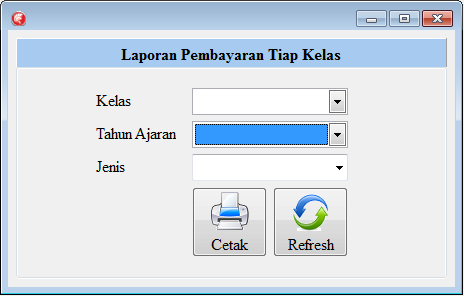 Laporan Pembayaran Tiap Kelas
Kelas
Tahun Ajaran
Jenis
Cetak Refresh